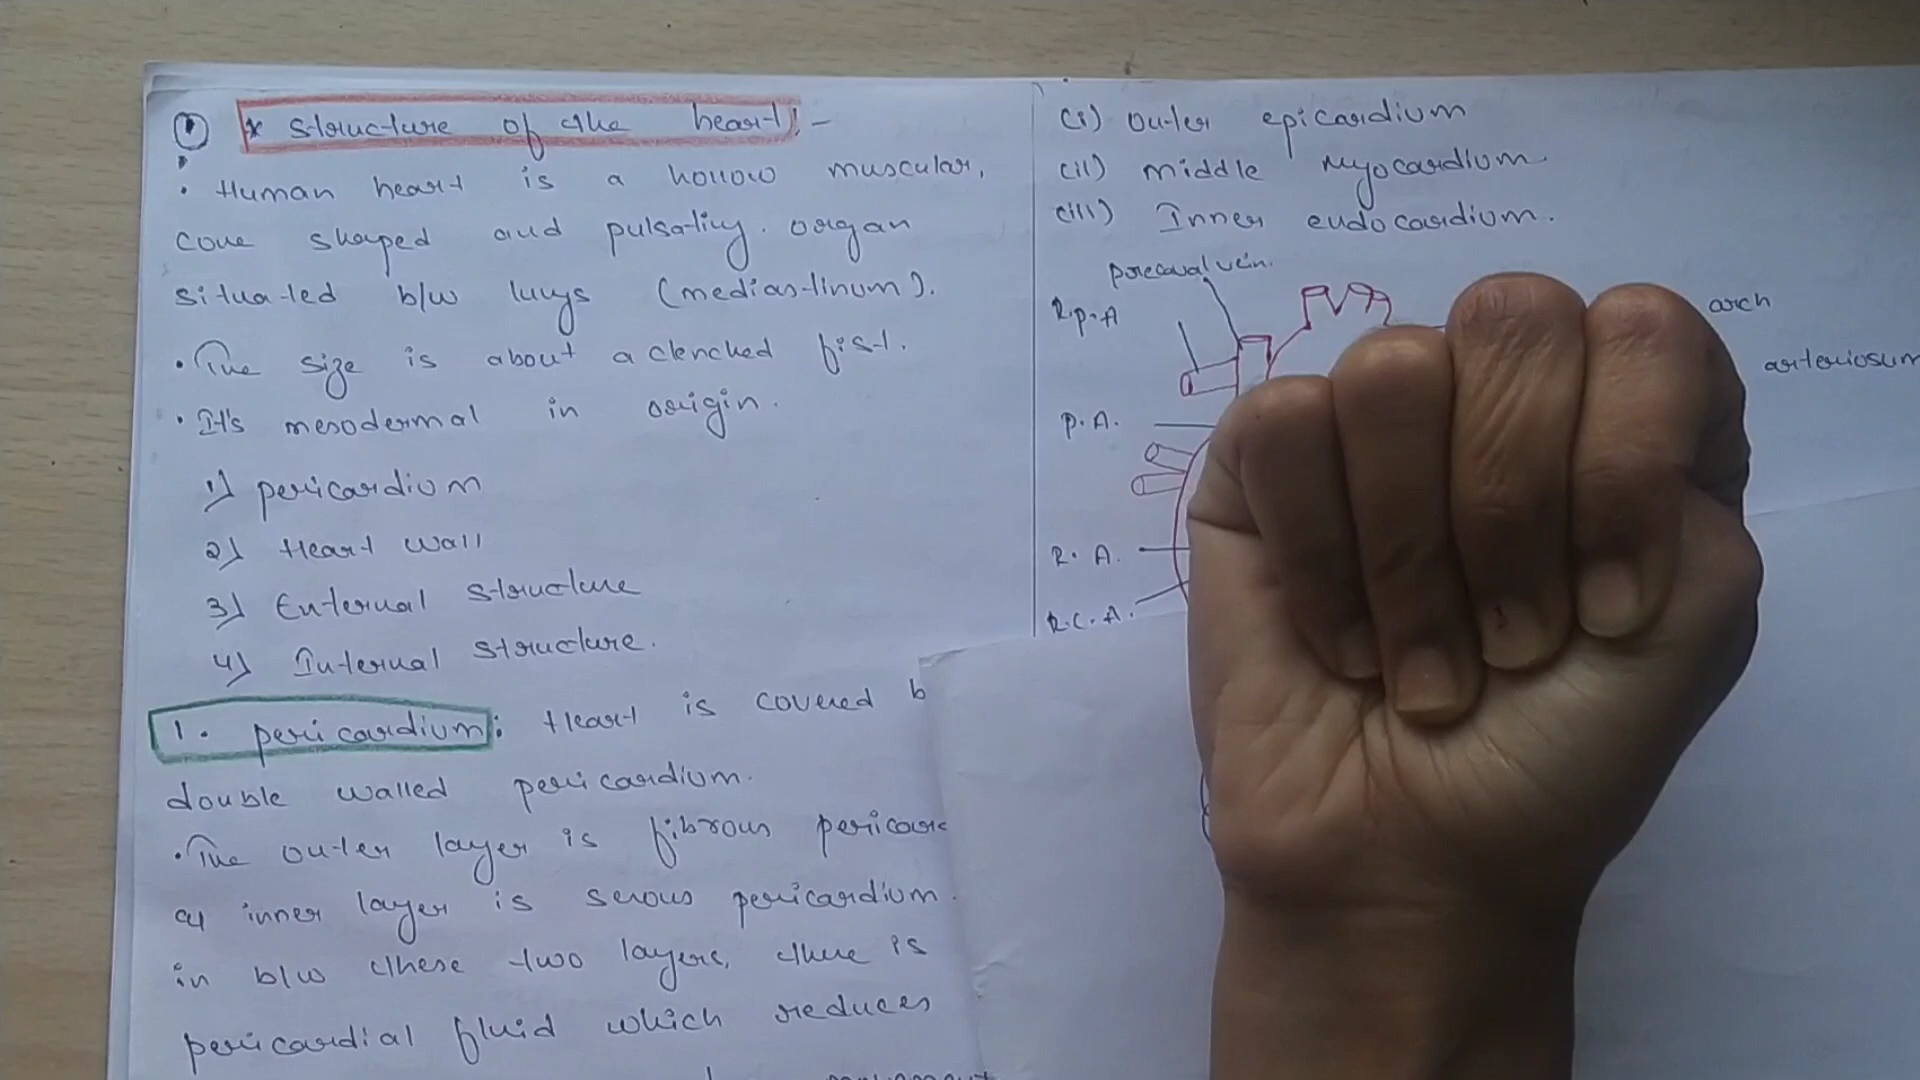 1 * Structure of the heart :-
• Human heart is a hollow muscular,
cone shaped and pulsating organ
situated b/w lungs (mediastinum).
• The size is about a clenched fist.
• It's mesodermal in origin.
1) pericardium
2) Heart wall
3) External structure
4) Internal structure.
1. pericardium: Heart is covered b
double walled pericardium.
• The outer layer is fibrous pericard
inner layer is serous pericardium.
in b/w these two layers, there is
pericardial fluid which reduces
(i) outer epicardium
(ii) middle myocardium.
(iii) Inner endocardium.
precaval vein.
R.P.A
arch
arteriosum
P.A.
R.A.
R.C.A.